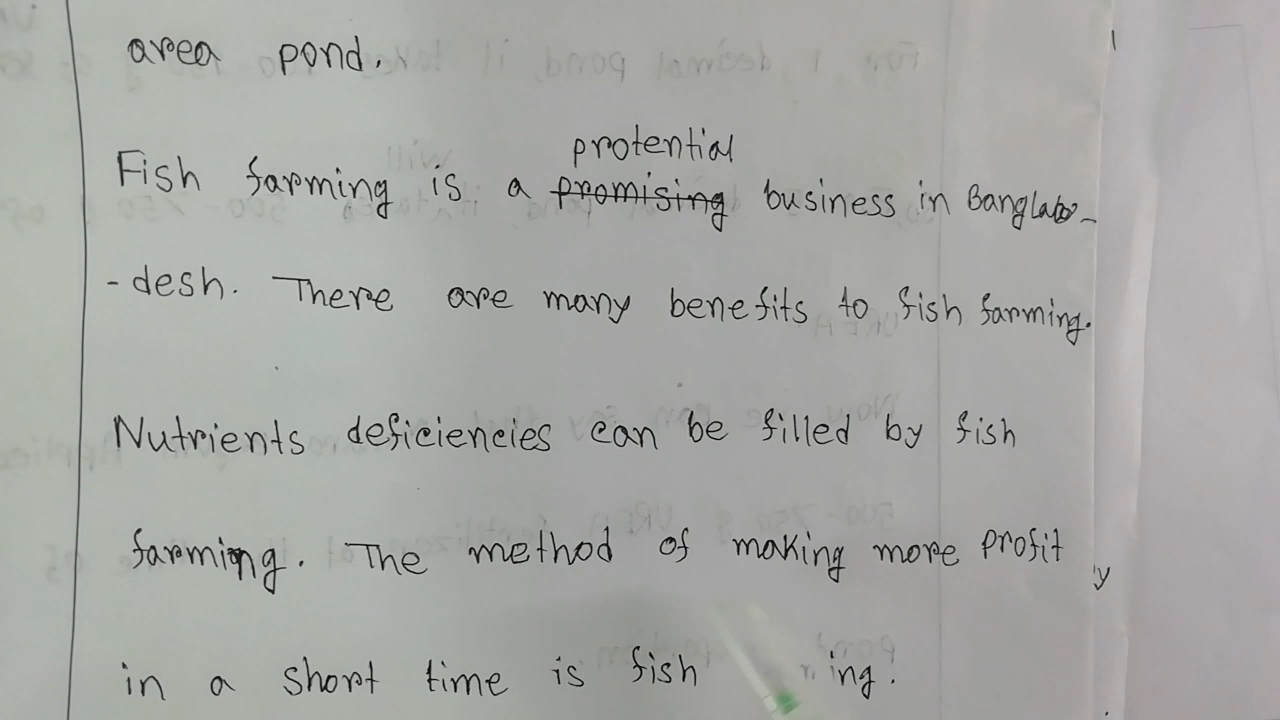 area pond.
protential
Fish farming is a promising business in Bangla-
-desh. There are many benefits to fish farming.
Nutrients deficiencies can be filled by fish
farming. The method of making more profit
in a short time is fish ing.